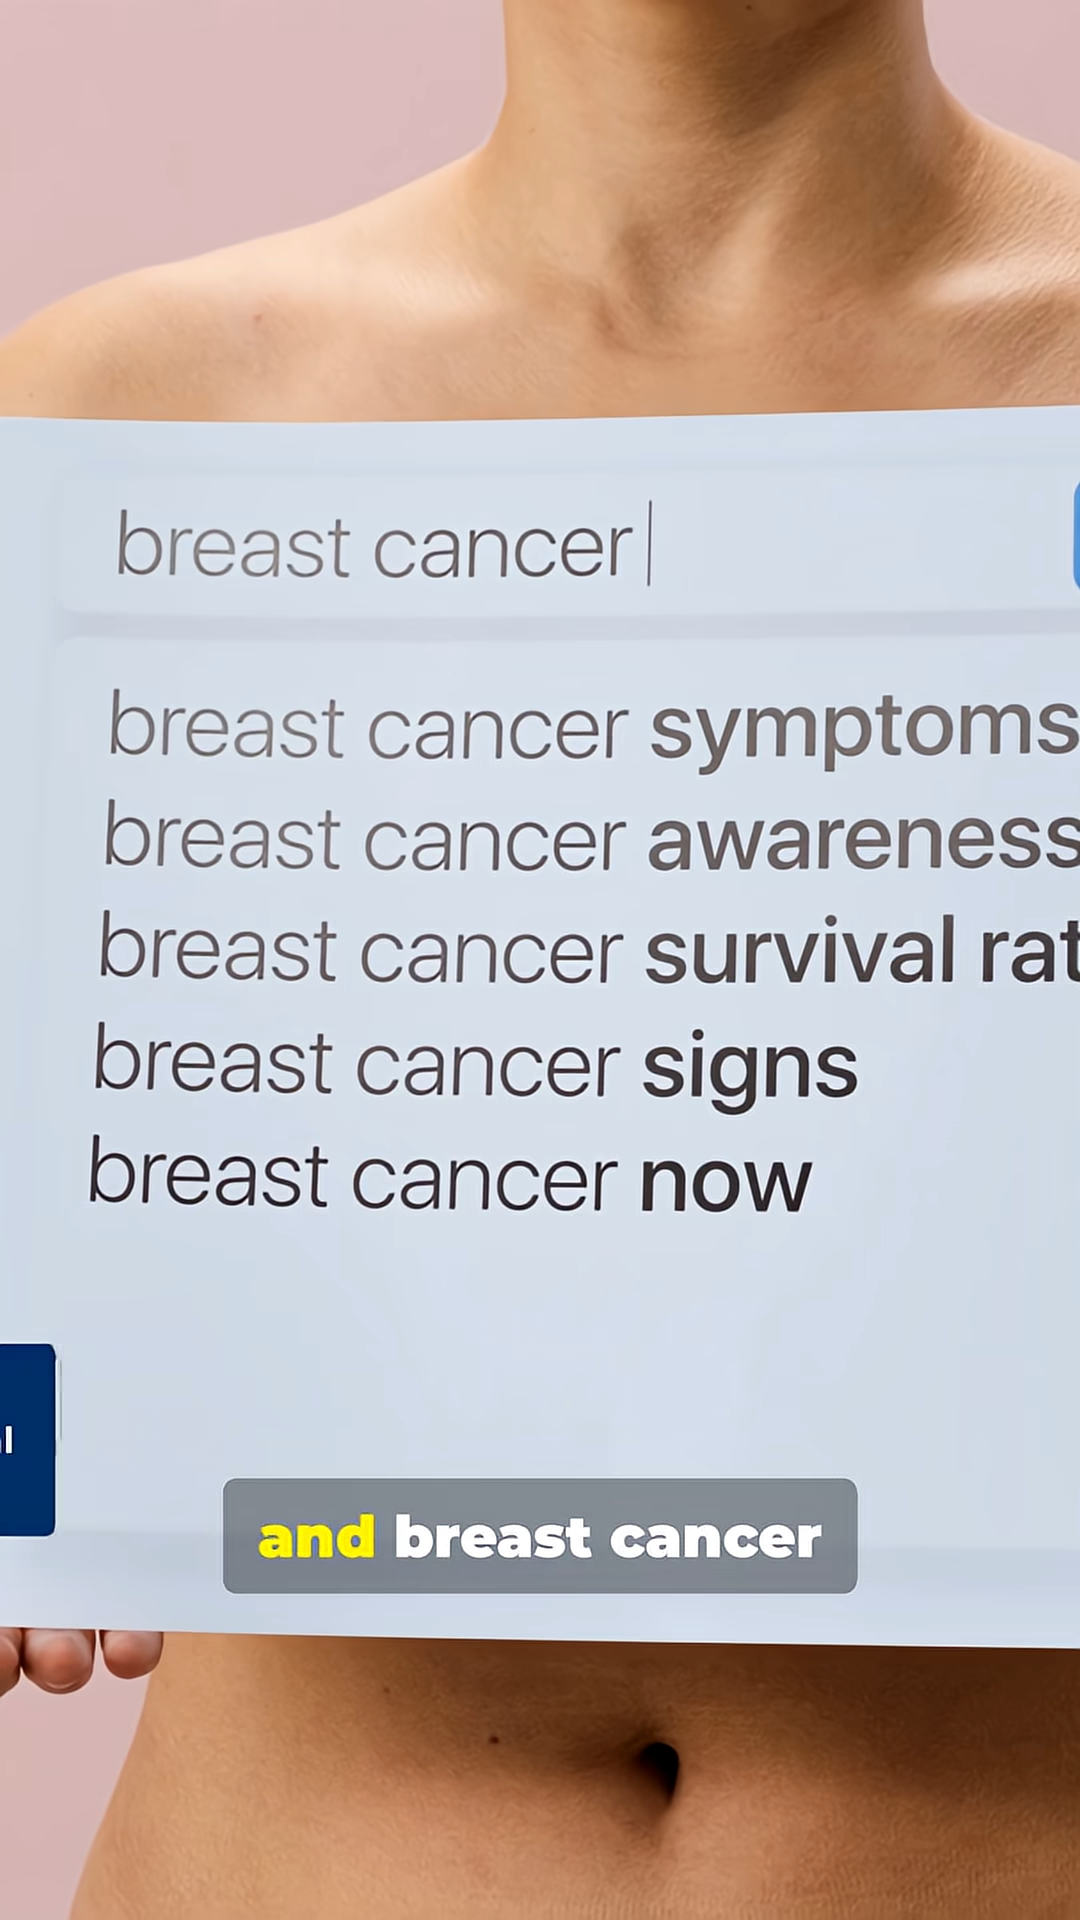 breast cancer
breast cancer symptoms
breast cancer awareness
breast cancer survival
breast cancer signs
breast cancer now
and breast cancer